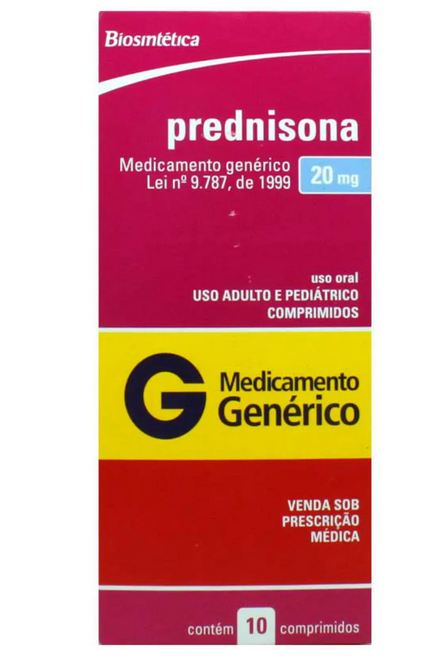 Biosintética
prednisona
Medicamento genérico
Lei nº 9.787, de 1999
20 mg
uso oral
USO ADULTO E PEDIÁTRICO
COMPRIMIDOS
G Medicamento
Genérico
VENDA SOB
PRESCRIÇÃO
MÉDICA
contém 10 comprimidos